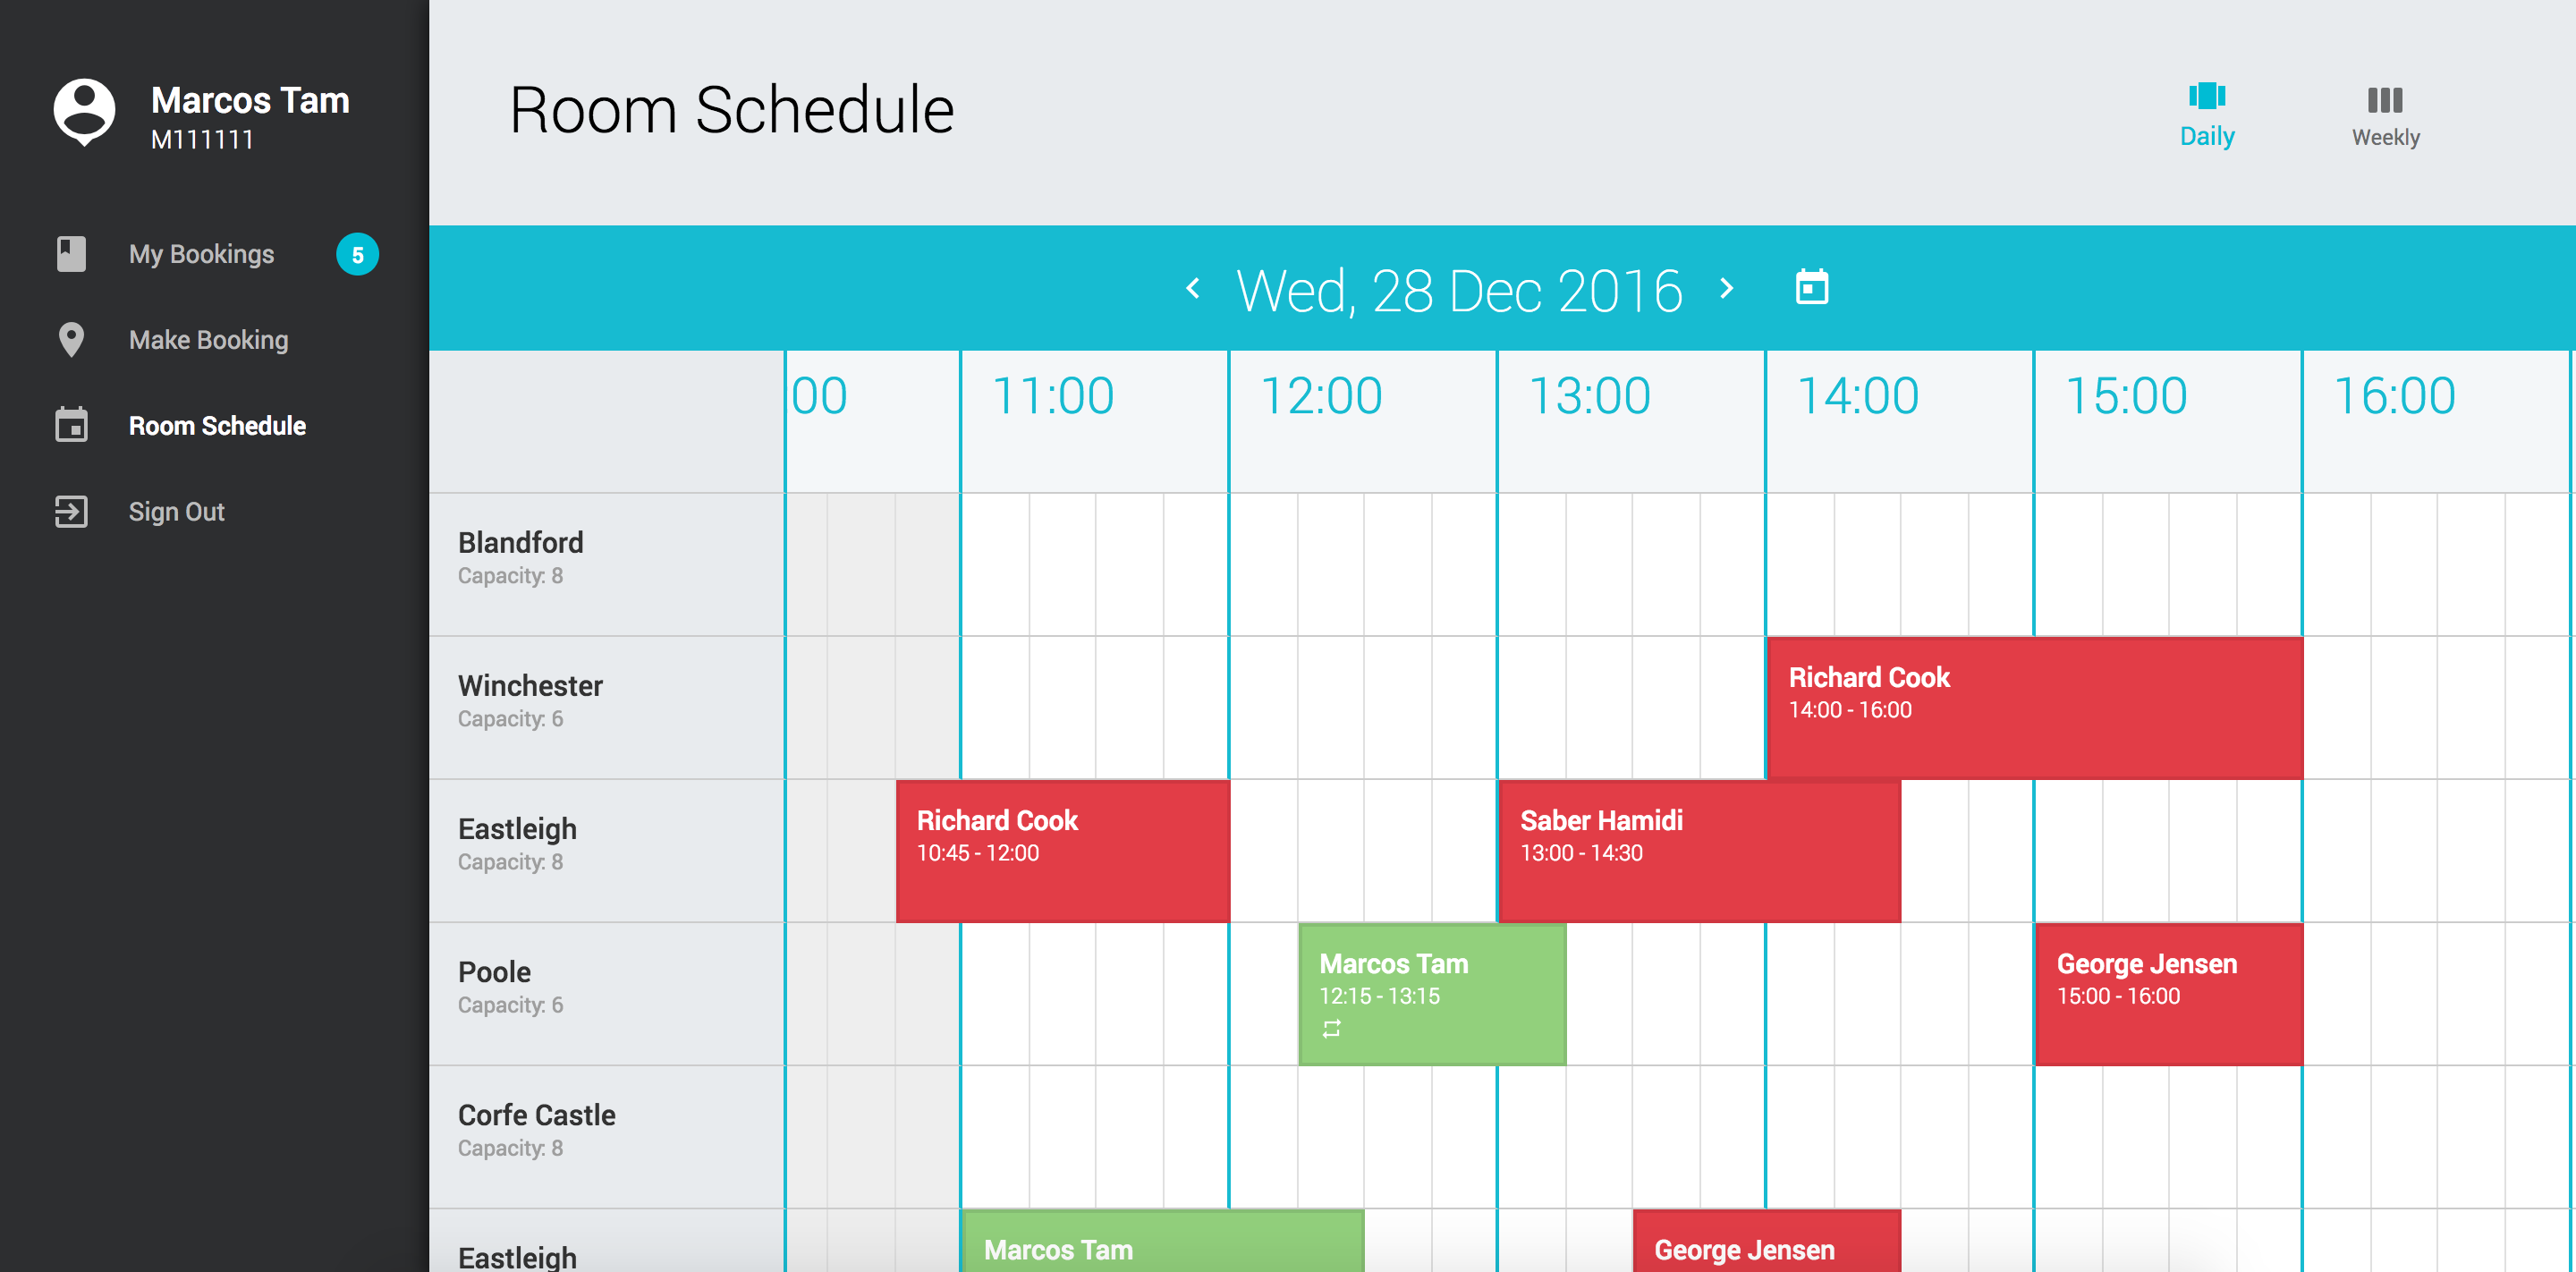 Marcos Tam
M111111
My Bookings 5
Make Booking
Room Schedule
Sign Out
Room Schedule
Daily
Weekly
Wed, 28 Dec 2016
00 11:00 12:00 13:00 14:00 15:00 16:00
Blandford
Capacity: 8
Winchester
Capacity: 6
Richard Cook
14:00 - 16:00
Eastleigh
Capacity: 8
Richard Cook
10:45 - 12:00
Saber Hamidi
13:00 - 14:30
Poole
Capacity: 6
Marcos Tam
12:15 - 13:15
George Jensen
15:00 - 16:00
Corfe Castle
Capacity: 8
Eastleigh
Marcos Tam
George Jensen